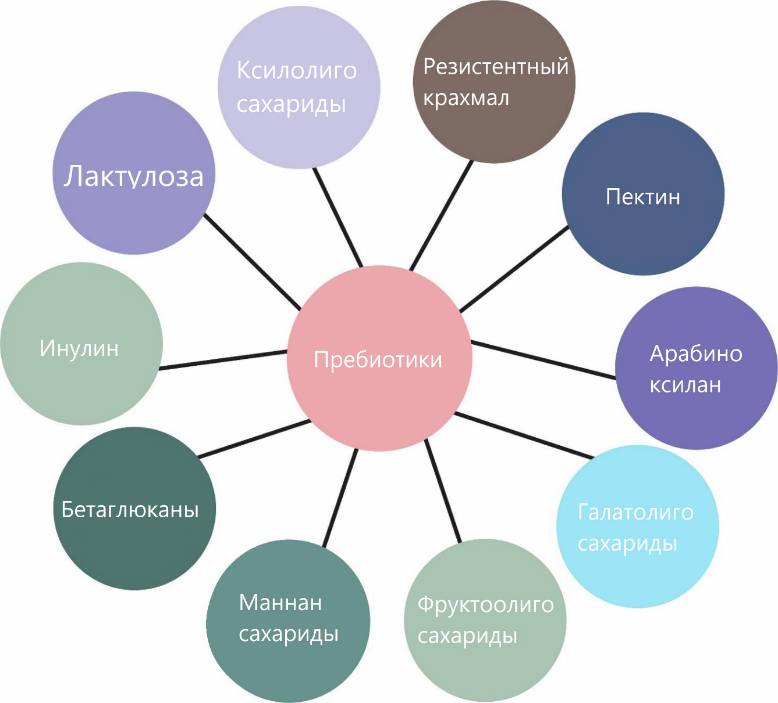 Ксилолиго
сахариды
Резистентный
крахмал
Лактулоза
Пектин
Инулин
Пребиотики
Арабино
ксилан
Бетаглюканы
Галатолиго
сахариды
Маннан
сахариды
Фруктоолиго
сахариды